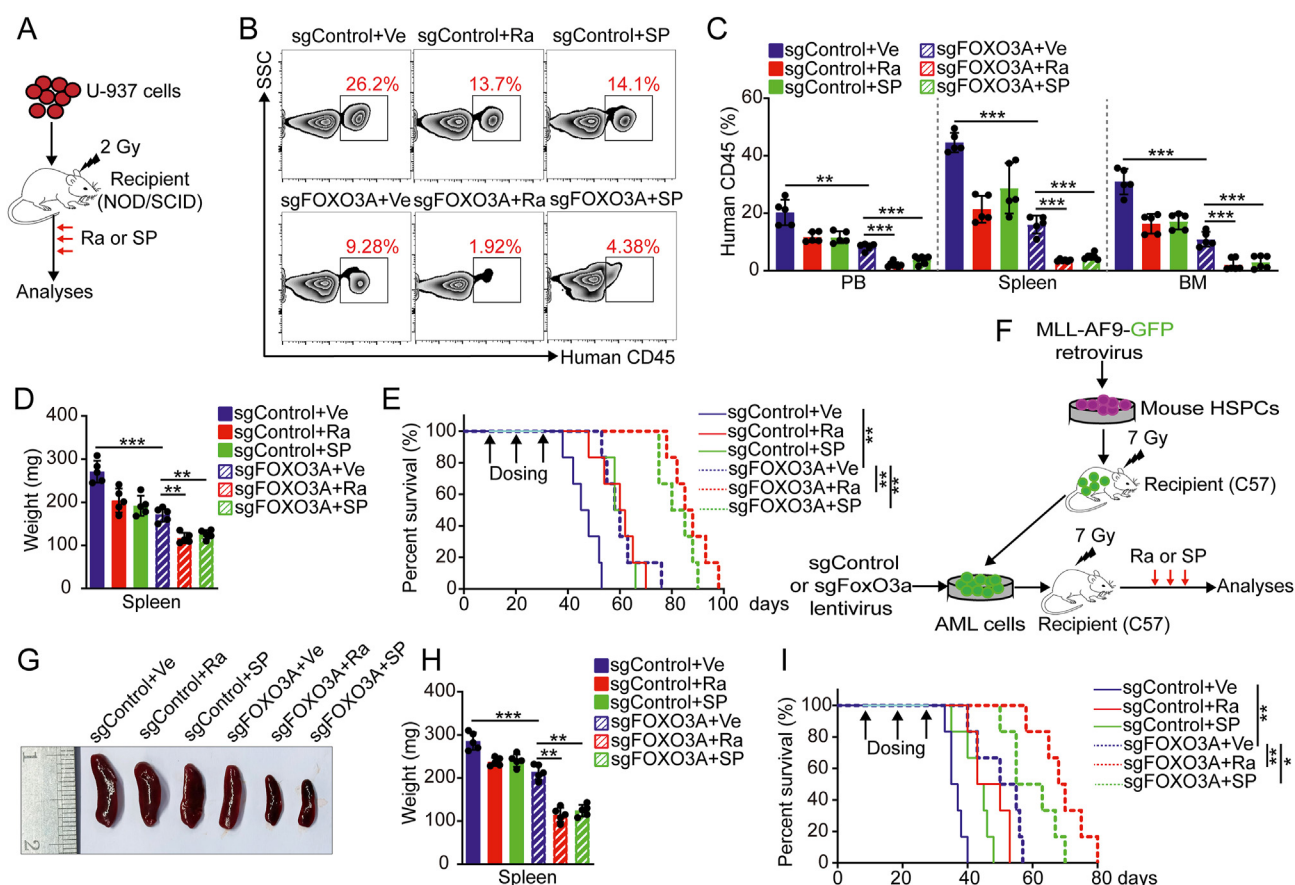 A
U-937 cells
2 Gy
Recipient
(NOD/SCID)
Ra or SP
Analyses
B
sgControl+Ve
sgControl+Ra
sgControl+SP
SSC
26.2%
13.7%
14.1%
sgFOXO3A+Ve
sgFOXO3A+Ra
sgFOXO3A+SP
9.28%
1.92%
4.38%
Human CD45
C
sgControl+Ve
sgControl+Ra
sgControl+SP
sgFOXO3A+Ve
sgFOXO3A+Ra
sgFOXO3A+SP
Human CD45 (%)
60
40
20
0
**
***
***
***
***
***
***
***
***
PB
Spleen
BM
D
Weight (mg)
400
300
200
100
0
***
**
**
Spleen
sgControl+Ve
sgControl+Ra
sgControl+SP
sgFOXO3A+Ve
sgFOXO3A+Ra
sgFOXO3A+SP
E
Percent survival (%)
100
80
60
40
20
0
Dosing
0 20 40 60 80 100 days
sgControl+Ve
sgControl+Ra
sgControl+SP
sgFOXO3A+Ve
sgFOXO3A+Ra
sgFOXO3A+SP
**
**
**
F
MLL-AF9-GFP
retrovirus
Mouse HSPCs
7 Gy
Recipient (C57)
sgControl
or sgFoxO3a
lentivirus
AML cells
7 Gy
Recipient (C57)
Ra or SP
Analyses
G
sgControl+Ve
sgControl+Ra
sgControl+SP
sgFOXO3A+Ve
sgFOXO3A+Ra
sgFOXO3A+SP
1
2
H
Weight (mg)
400
300
200
100
0
***
**
**
Spleen
sgControl+Ve
sgControl+Ra
sgControl+SP
sgFOXO3A+Ve
sgFOXO3A+Ra
sgFOXO3A+SP
I
Percent survival (%)
100
80
60
40
20
0
Dosing
0 20 40 60 80 days
sgControl+Ve
sgControl+Ra
sgControl+SP
sgFOXO3A+Ve
sgFOXO3A+Ra
sgFOXO3A+SP
**
**
*